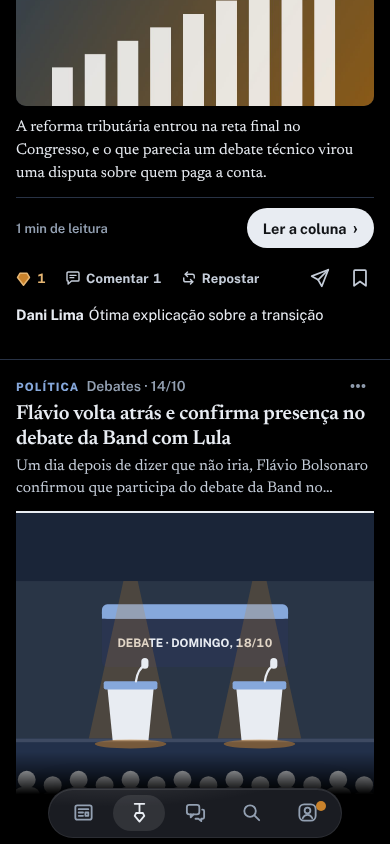 A reforma tributária entrou na reta final no
Congresso, e o que parecia um debate técnico virou
uma disputa sobre quem paga a conta.
1 min de leitura
Ler a coluna ›
1 Comentar 1 Repostar
Dani Lima Ótima explicação sobre a transição
POLÍTICA Debates · 14/10
Flávio volta atrás e confirma presença no
debate da Band com Lula
Um dia depois de dizer que não iria, Flávio Bolsonaro
confirmou que participa do debate da Band no…
DEBATE · DOMINGO, 18/10